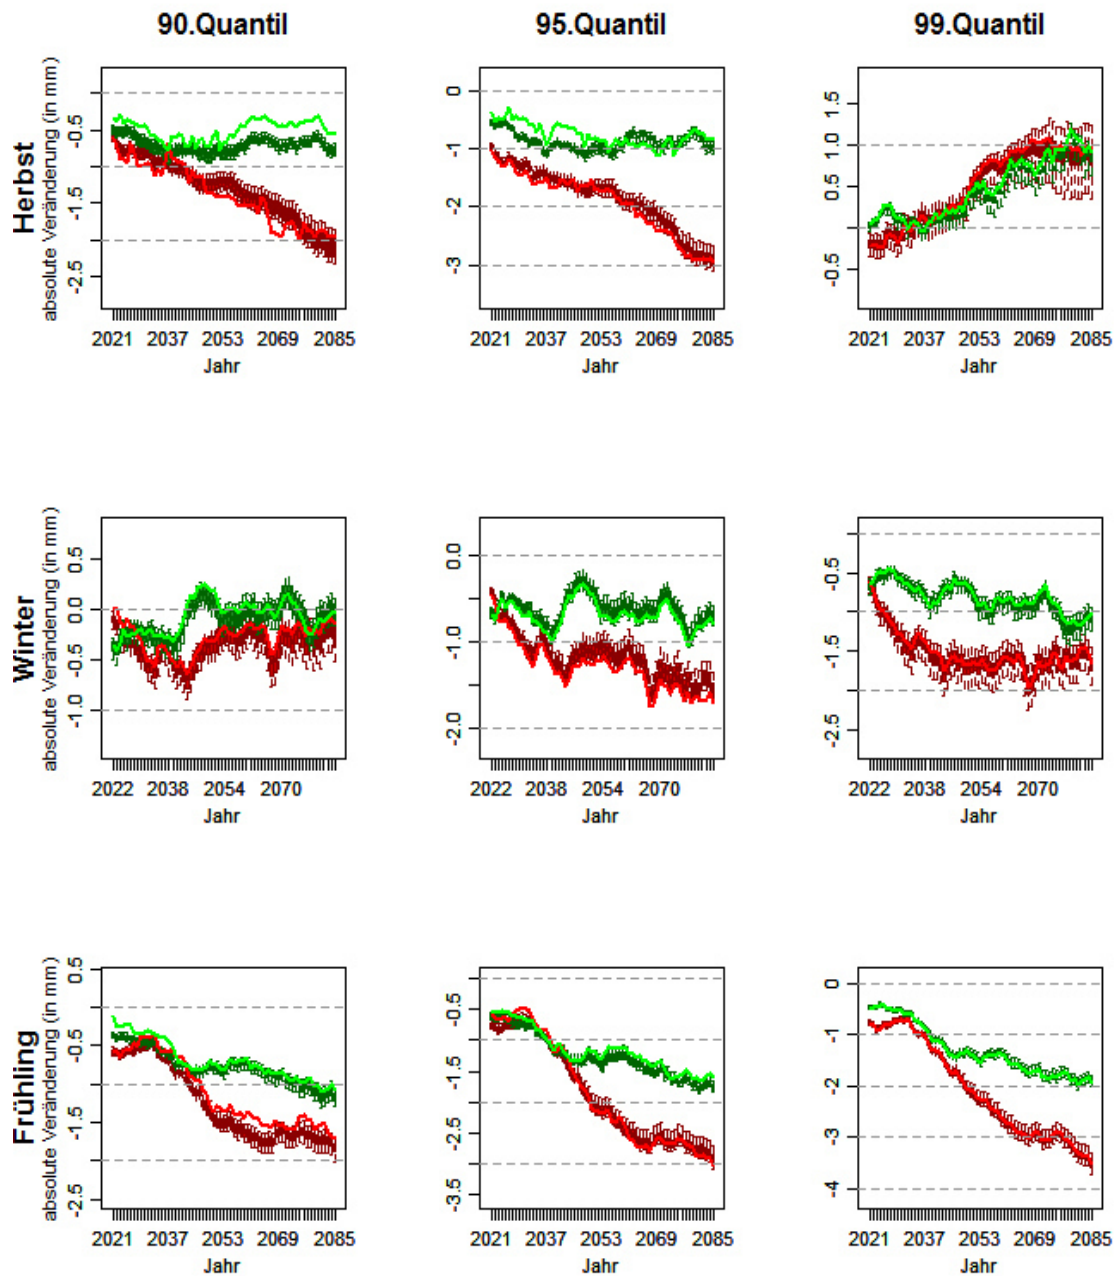 90.Quantil 95.Quantil 99.Quantil
Herbst
absolute Veränderung (in mm)
-0.5
-1.5
-2.5
2021 2037 2053 2069 2085
Jahr
0
-1
-2
-3
2021 2037 2053 2069 2085
Jahr
1.5
1.0
0.5
-0.5
2021 2037 2053 2069 2085
Jahr
Winter
absolute Veränderung (in mm)
0.5
0.0
-0.5
-1.0
2022 2038 2054 2070
Jahr
0.0
-1.0
-2.0
2022 2038 2054 2070
Jahr
-0.5
-1.5
-2.5
2022 2038 2054 2070
Jahr
Frühling
absolute Veränderung (in mm)
0.5
-0.5
-1.5
-2.5
2021 2037 2053 2069 2085
Jahr
-0.5
-1.5
-2.5
-3.5
2021 2037 2053 2069 2085
Jahr
0
-1
-2
-3
-4
2021 2037 2053 2069 2085
Jahr